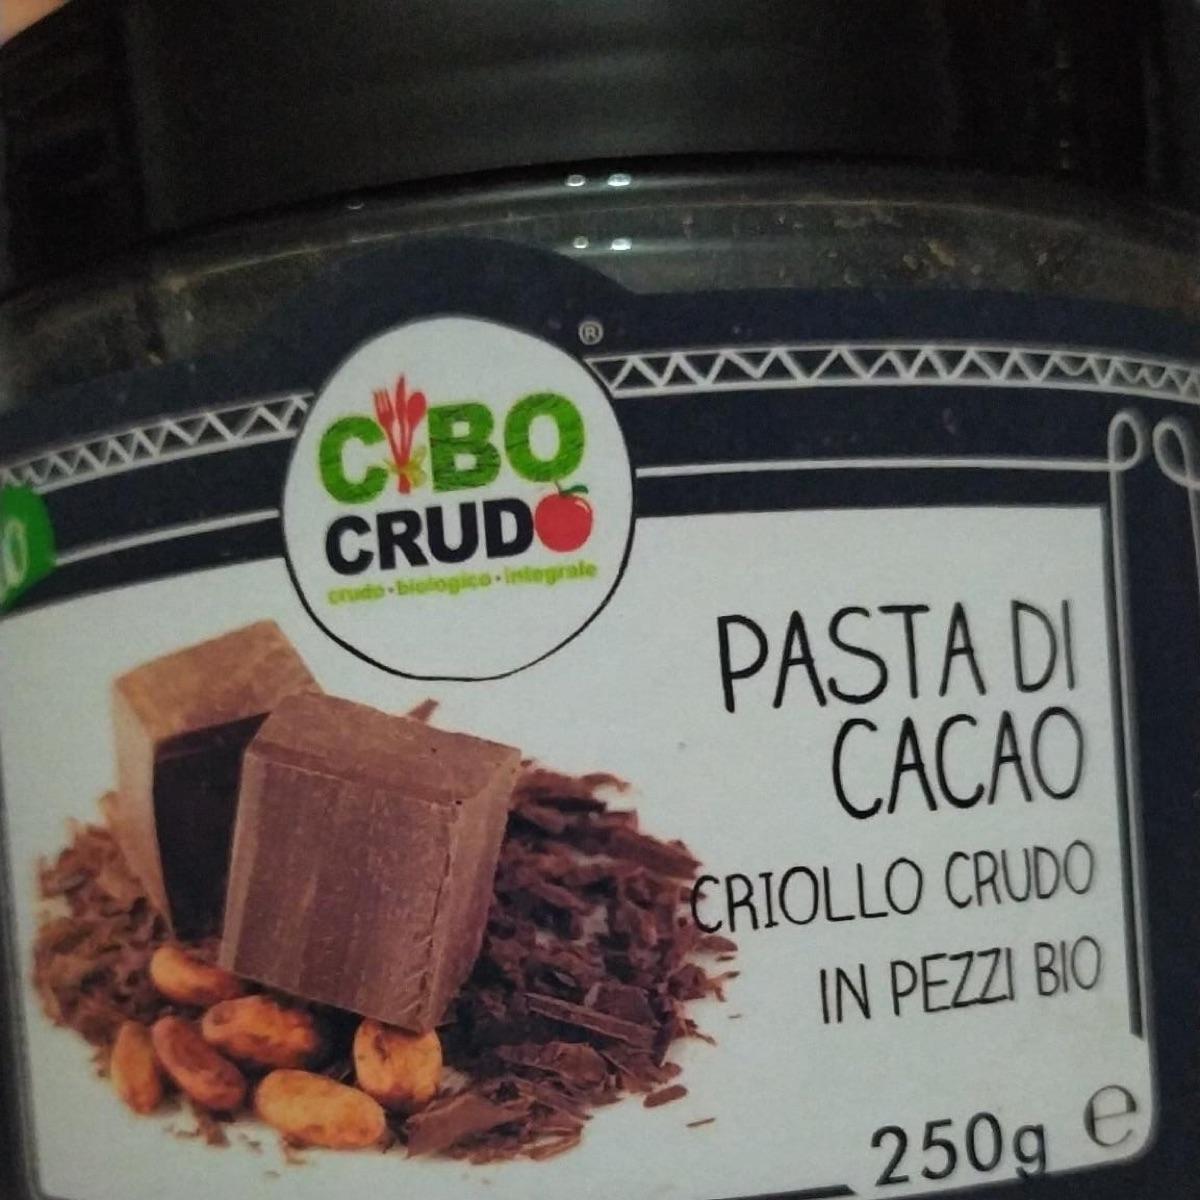 ®
CIBO
CRUDO
crudo • biologico • integrale
PASTA DI
CACAO
CRIOLLO CRUDO
IN PEZZI BIO
250g e